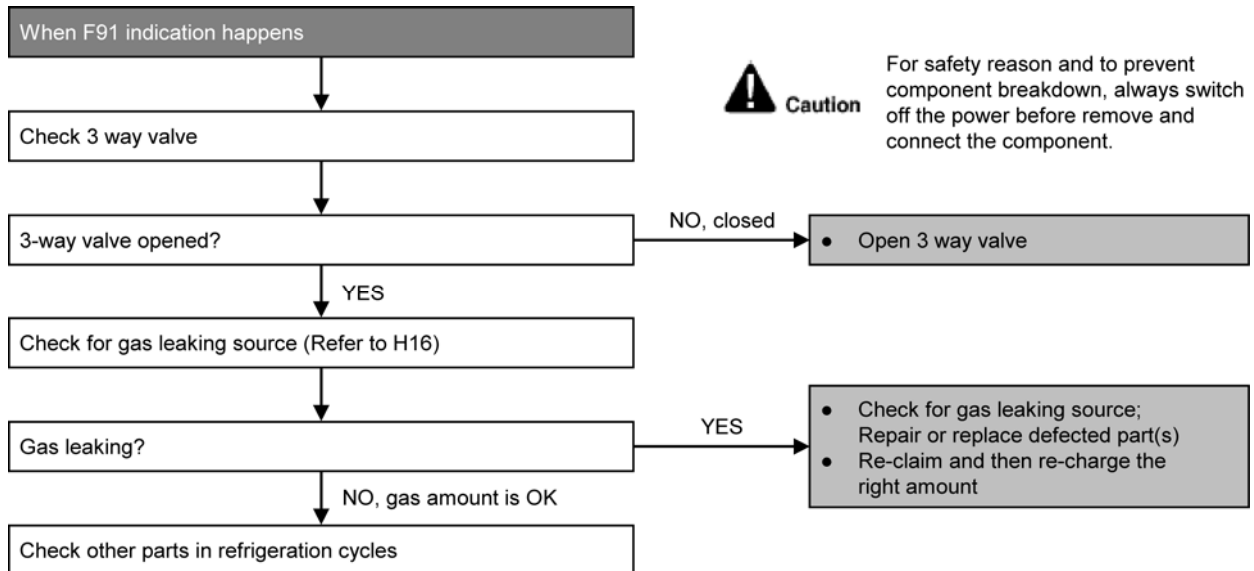 When F91 indication happens
Caution
For safety reason and to prevent
component breakdown, always switch
off the power before remove and
connect the component.
Check 3 way valve
3-way valve opened?
NO, closed
● Open 3 way valve
YES
Check for gas leaking source (Refer to H16)
Gas leaking?
YES
● Check for gas leaking source;
Repair or replace defected part(s)
● Re-claim and then re-charge the
right amount
NO, gas amount is OK
Check other parts in refrigeration cycles